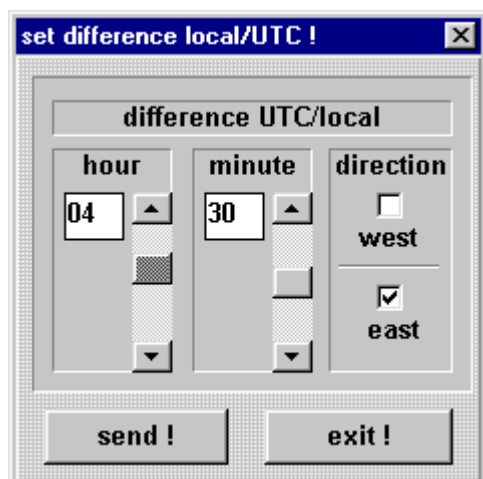 set difference local/UTC !
difference UTC/local
hour minute direction
04 30
west
east
send ! exit !